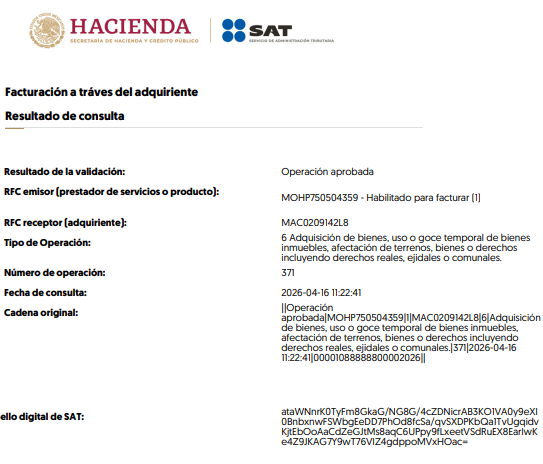 HACIENDA
SECRETARÍA DE HACIENDA Y CRÉDITO PÚBLICO
SAT
SERVICIO DE ADMINISTRACIÓN TRIBUTARIA
Facturación a tráves del adquiriente
Resultado de consulta
Resultado de la validación: Operación aprobada
RFC emisor (prestador de servicios o producto): MOHP750504359 - Habilitado para facturar (1)
RFC receptor (adquiriente): MAC0209142L8
Tipo de Operación: 6 Adquisición de bienes, uso o goce temporal de bienes
inmuebles, afectación de terrenos, bienes o derechos
incluyendo derechos reales, ejidales o comunales.
Número de operación: 371
Fecha de consulta: 2026-04-16 11:22:41
Cadena original: ||Operación
aprobada|MOHP750504359|1|MAC0209142L8|6|Adquisición
de bienes, uso o goce temporal de bienes inmuebles,
afectación de terrenos, bienes o derechos incluyendo
derechos reales, ejidales o comunales.|371|2026-04-16
11:22:41|00001088888800002026||
ello digital de SAT: ataWNnrK0TyFm8GkaG/NG8G/4cZDNicrAB3KO1VA0y9eXI
0BnbxnwFSWbgEeDD7PhOd8fcSa/qvSXDPKbQa1TvUgqidv
KjtEbOoAaCdZeGJtMs8aqC6UPpy9fLxeetVSdRuEX8EarIwK
e4Z9JKAG7Y9wT76VIZ4gdppoMVxHOac=